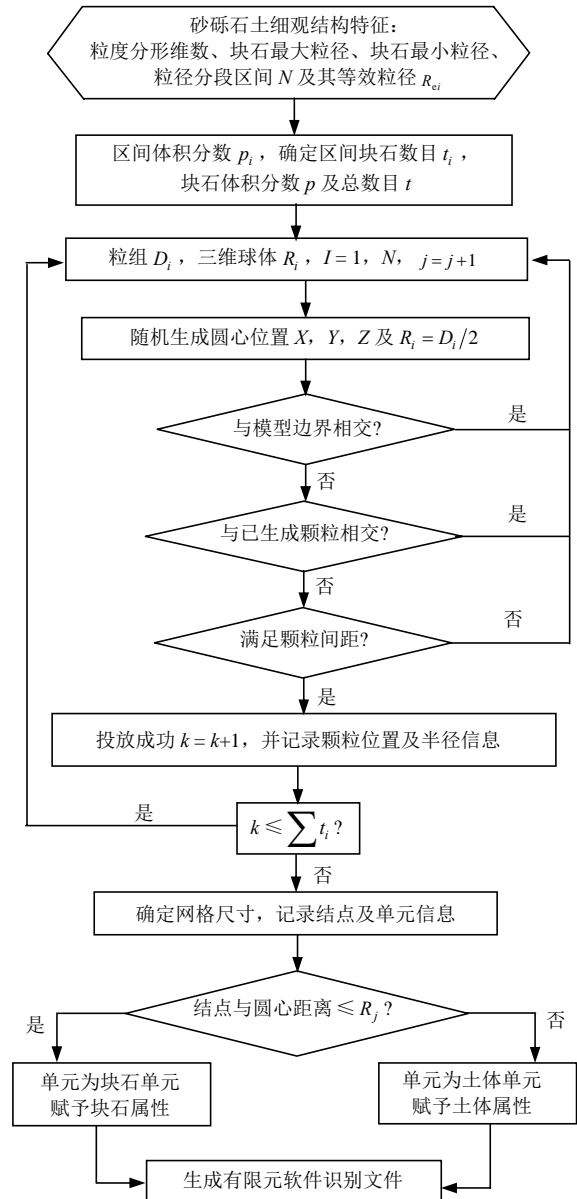 砂砾石土细观结构特征：
粒度分形维数、块石最大粒径、块石最小粒径、
粒径分段区间 N 及其等效粒径 R_{ei}
区间体积分数 p_i ，确定区间块石数目 t_i ，
块石体积分数 p 及总数目 t
粒组 D_i ，三维球体 R_i ，I = 1，N， j = j+1
随机生成圆心位置 X，Y，Z 及 R_i = D_i/2
与模型边界相交?
是
否
与已生成颗粒相交?
是
否
满足颗粒间距?
否
是
投放成功 k = k+1，并记录颗粒位置及半径信息
是
k ≤ ∑ t_i ?
否
确定网格尺寸，记录结点及单元信息
结点与圆心距离 ≤ R_j ?
是
否
单元为块石单元
赋予块石属性
单元为土体单元
赋予土体属性
生成有限元软件识别文件